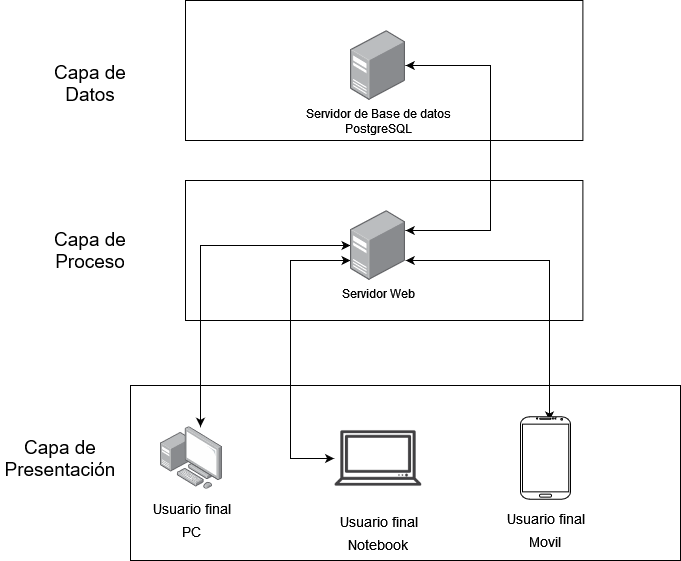 Capa de
Datos
Servidor de Base de datos
PostgreSQL
Capa de
Proceso
Servidor Web
Capa de
Presentación
Usuario final
PC
Usuario final
Notebook
Usuario final
Movil